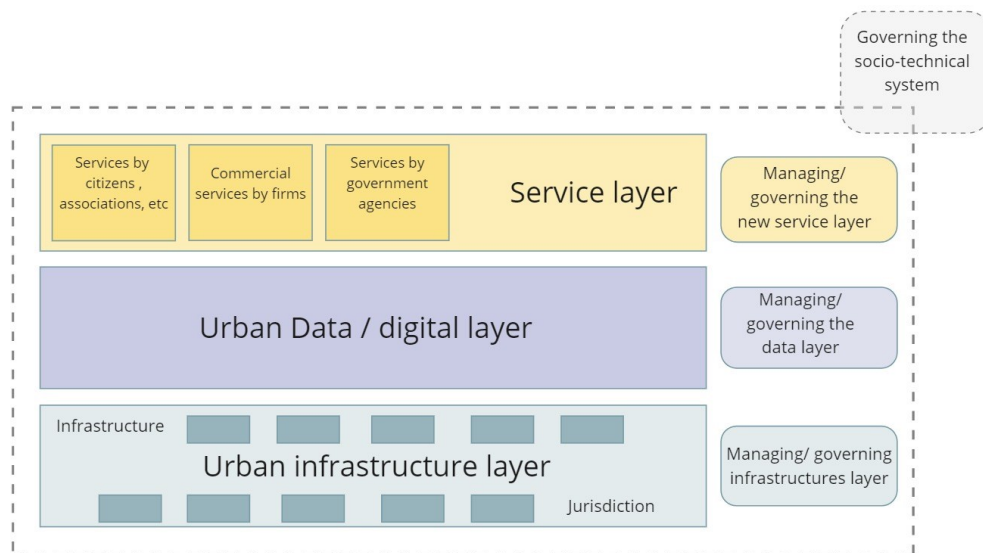 Governing the
socio-technical
system
Services by
citizens ,
associations, etc
Commercial
services by firms
Services by
government
agencies
Service layer
Managing/
governing the
new service layer
Urban Data / digital layer
Managing/
governing the
data layer
Infrastructure
Urban infrastructure layer
Jurisdiction
Managing/ governing
infrastructures layer